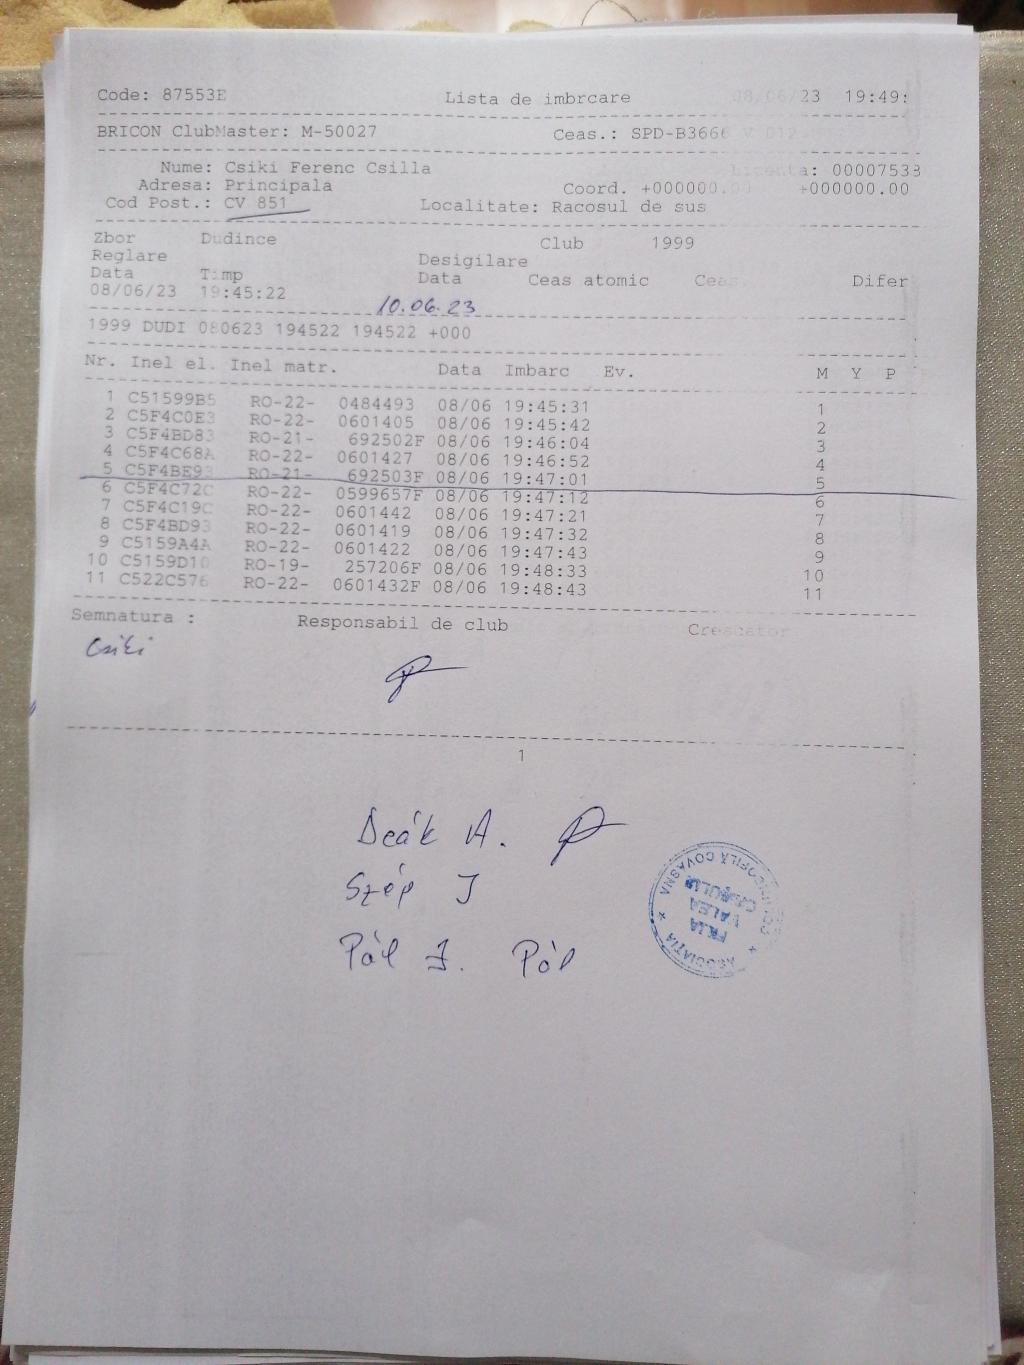 Code: 87553E Lista de imbrcare 08/06/23 19:49:
BRICON ClubMaster: M-50027 Ceas.: SPD-B3666 V 012
Nume: Csiki Ferenc Csilla Licenta: 00007538
Adresa: Principala Coord. +000000.00 +000000.00
Cod Post.: CV 851 Localitate: Racosul de sus
Zbor Dudince Club 1999
Reglare Desigilare
Data Timp Data Ceas atomic Ceas. Difer
08/06/23 19:45:22
10.06.23
1999 DUDI 080623 194522 194522 +000
Nr. Inel el. Inel matr. Data Imbarc Ev. M Y P
1 C51599B5 RO-22- 0484493 08/06 19:45:31 1
2 C5F4C0E3 RO-22- 0601405 08/06 19:45:42 2
3 C5F4BD83 RO-21- 692502F 08/06 19:46:04 3
4 C5F4C68A RO-22- 0601427 08/06 19:46:52 4
5 C5F4BE93 RO-21- 692503F 08/06 19:47:01 5
6 C5F4C72C RO-22- 0599657F 08/06 19:47:12 6
7 C5F4C19C RO-22- 0601442 08/06 19:47:21 7
8 C5F4BD93 RO-22- 0601419 08/06 19:47:32 8
9 C5159A4A RO-22- 0601422 08/06 19:47:43 9
10 C5159D10 RO-19- 257206F 08/06 19:48:33 10
11 C522C576 RO-22- 0601432F 08/06 19:48:43 11
Semnatura : Responsabil de club Crescator
Csiki
1
Deák A.
Szép J
Pál J. Pál
ASOCIAȚIA COLUMBOFILĂ COVASNA
FILIA
VALEA
CAȘULUI